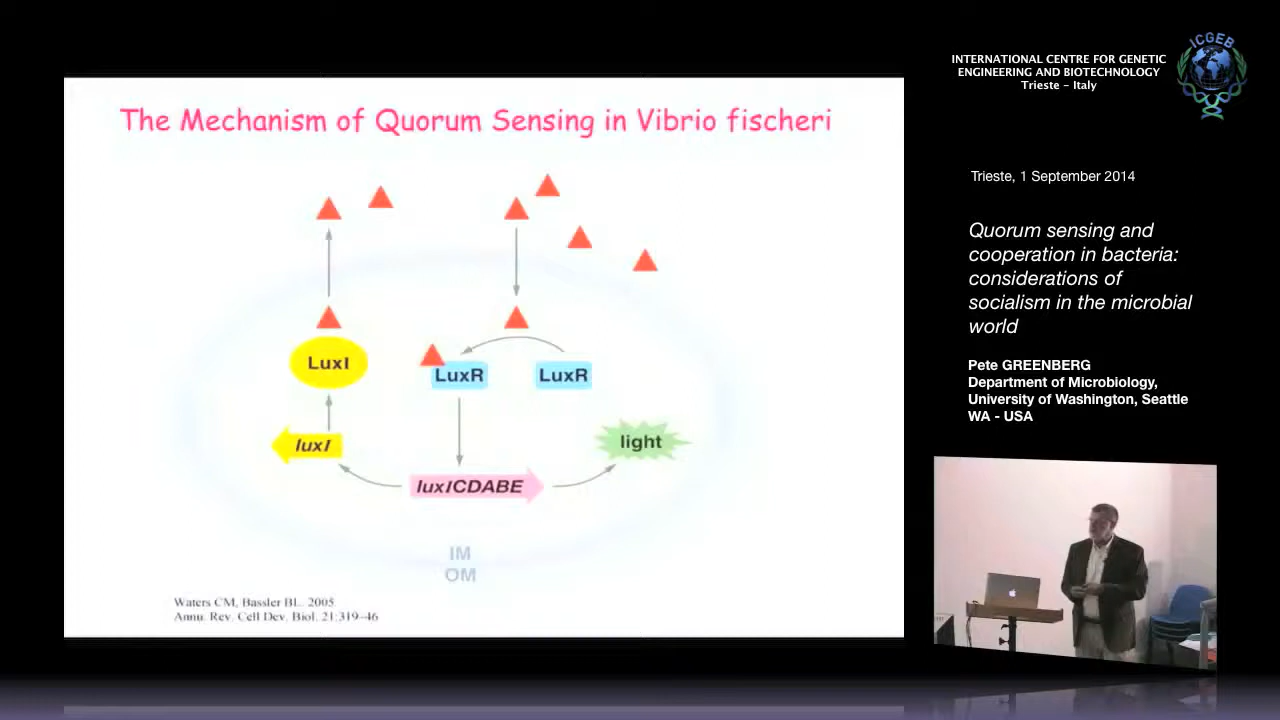 The Mechanism of Quorum Sensing in Vibrio fischeri
LuxI
LuxR
LuxR
luxI
light
luxICDABE
IM
OM
Waters CM, Bassler BL. 2005
Annu. Rev. Cell Dev. Biol. 21:319–46
INTERNATIONAL CENTRE FOR GENETIC
ENGINEERING AND BIOTECHNOLOGY
Trieste - Italy
ICGEB
Trieste, 1 September 2014
Quorum sensing and
cooperation in bacteria:
considerations of
socialism in the microbial
world
Pete GREENBERG
Department of Microbiology,
University of Washington, Seattle
WA - USA